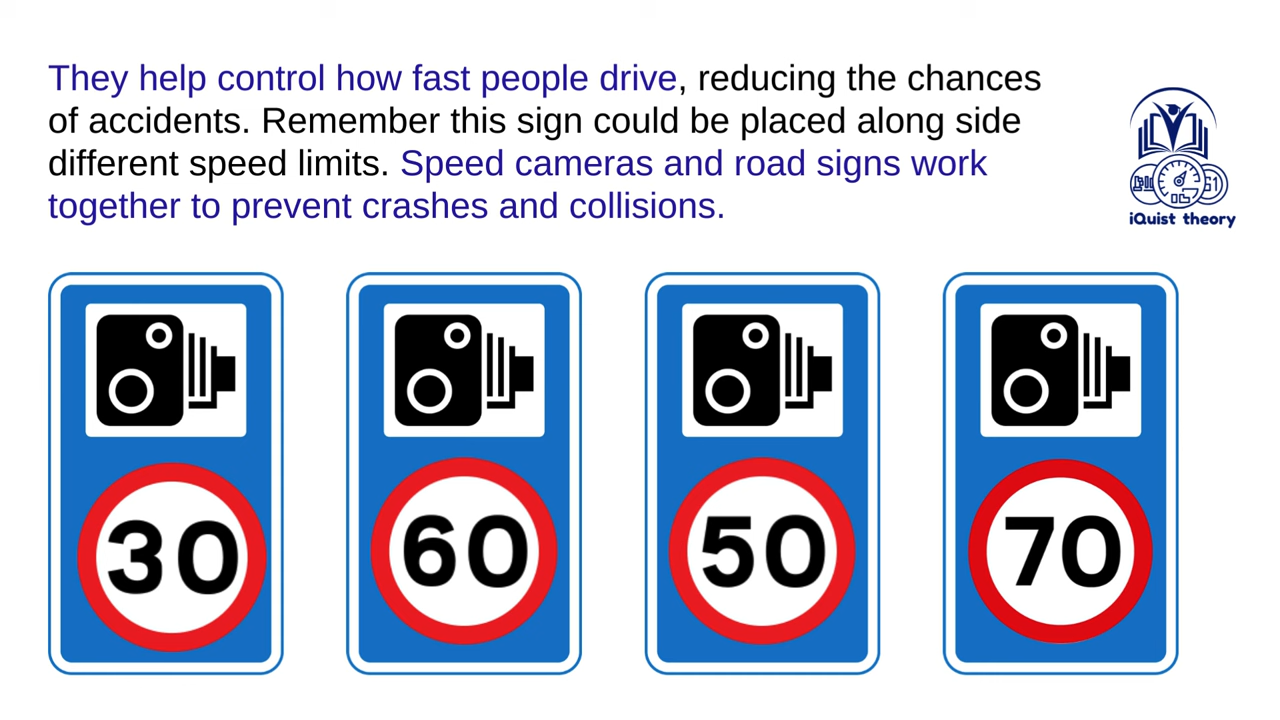 They help control how fast people drive, reducing the chances
of accidents. Remember this sign could be placed along side
different speed limits. Speed cameras and road signs work
together to prevent crashes and collisions.
iQuist theory
30
60
50
70